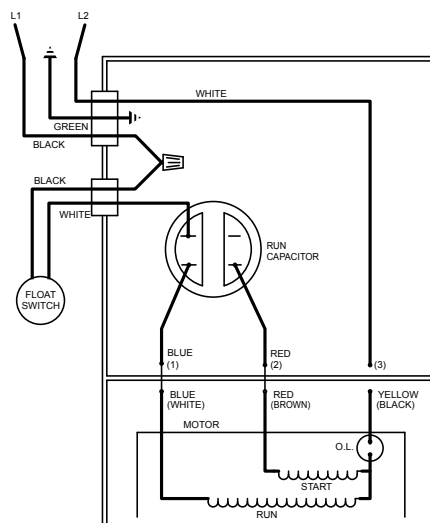 L1
L2
WHITE
GREEN
BLACK
BLACK
WHITE
RUN
CAPACITOR
FLOAT
SWITCH
BLUE
(1)
RED
(2)
(3)
BLUE
(WHITE)
RED
(BROWN)
YELLOW
(BLACK)
MOTOR
O.L.
START
RUN